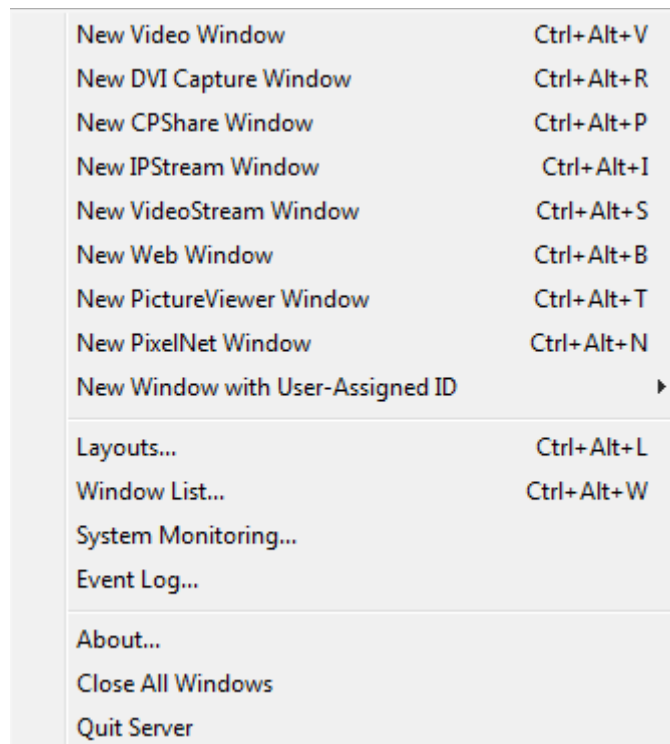 New Video Window Ctrl+Alt+V
New DVI Capture Window Ctrl+Alt+R
New CPShare Window Ctrl+Alt+P
New IPStream Window Ctrl+Alt+I
New VideoStream Window Ctrl+Alt+S
New Web Window Ctrl+Alt+B
New PictureViewer Window Ctrl+Alt+T
New PixelNet Window Ctrl+Alt+N
New Window with User-Assigned ID
Layouts... Ctrl+Alt+L
Window List... Ctrl+Alt+W
System Monitoring...
Event Log...
About...
Close All Windows
Quit Server